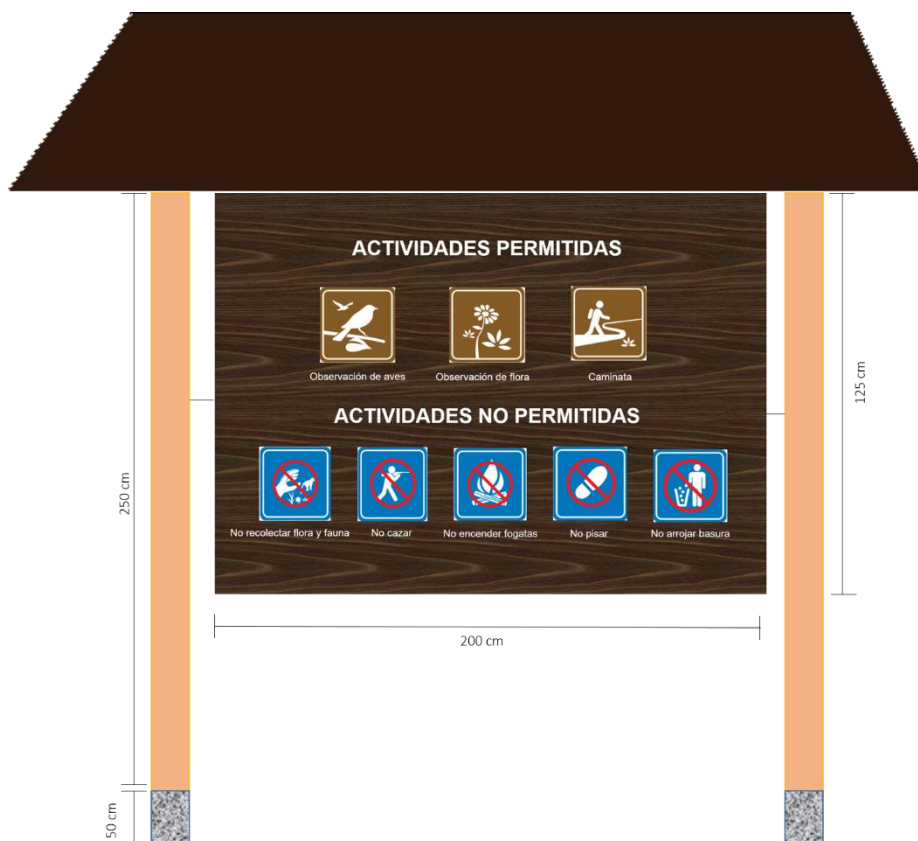 ACTIVIDADES PERMITIDAS
Observación de aves
Observación de flora
Caminata
ACTIVIDADES NO PERMITIDAS
No recolectar flora y fauna
No cazar
No encender fogatas
No pisar
No arrojar basura
250 cm
125 cm
200 cm
50 cm